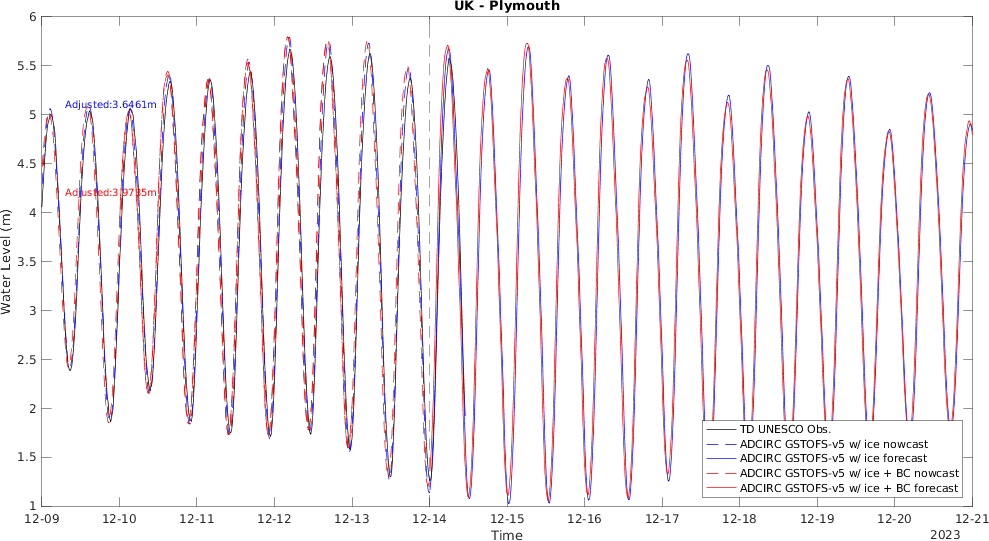 UK - Plymouth
6
5.5
5
4.5
4
3.5
3
2.5
2
1.5
1
Water Level (m)
Adjusted:3.6461m
Adjusted:3.9735m
TD UNESCO Obs.
ADCIRC GSTOFS-v5 w/ ice nowcast
ADCIRC GSTOFS-v5 w/ ice forecast
ADCIRC GSTOFS-v5 w/ ice + BC nowcast
ADCIRC GSTOFS-v5 w/ ice + BC forecast
12-09 12-10 12-11 12-12 12-13 12-14 12-15 12-16 12-17 12-18 12-19 12-20 12-21
Time
2023